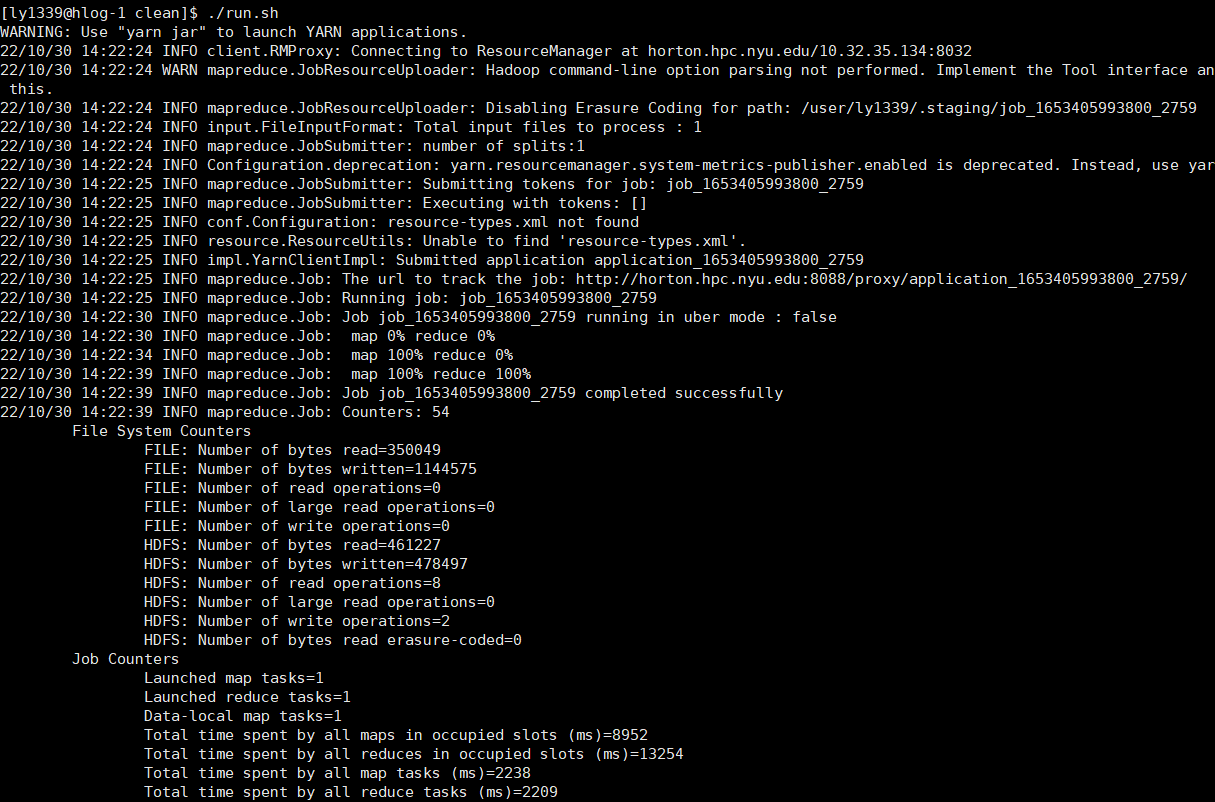 [ly1339@hlog-1 clean]$ ./run.sh
WARNING: Use "yarn jar" to launch YARN applications.
22/10/30 14:22:24 INFO client.RMProxy: Connecting to ResourceManager at horton.hpc.nyu.edu/10.32.35.134:8032
22/10/30 14:22:24 WARN mapreduce.JobResourceUploader: Hadoop command-line option parsing not performed. Implement the Tool interface an
 this.
22/10/30 14:22:24 INFO mapreduce.JobResourceUploader: Disabling Erasure Coding for path: /user/ly1339/.staging/job_1653405993800_2759
22/10/30 14:22:24 INFO input.FileInputFormat: Total input files to process : 1
22/10/30 14:22:24 INFO mapreduce.JobSubmitter: number of splits:1
22/10/30 14:22:24 INFO Configuration.deprecation: yarn.resourcemanager.system-metrics-publisher.enabled is deprecated. Instead, use yar
22/10/30 14:22:25 INFO mapreduce.JobSubmitter: Submitting tokens for job: job_1653405993800_2759
22/10/30 14:22:25 INFO mapreduce.JobSubmitter: Executing with tokens: []
22/10/30 14:22:25 INFO conf.Configuration: resource-types.xml not found
22/10/30 14:22:25 INFO resource.ResourceUtils: Unable to find 'resource-types.xml'.
22/10/30 14:22:25 INFO impl.YarnClientImpl: Submitted application application_1653405993800_2759
22/10/30 14:22:25 INFO mapreduce.Job: The url to track the job: http://horton.hpc.nyu.edu:8088/proxy/application_1653405993800_2759/
22/10/30 14:22:25 INFO mapreduce.Job: Running job: job_1653405993800_2759
22/10/30 14:22:30 INFO mapreduce.Job: Job job_1653405993800_2759 running in uber mode : false
22/10/30 14:22:30 INFO mapreduce.Job:  map 0% reduce 0%
22/10/30 14:22:34 INFO mapreduce.Job:  map 100% reduce 0%
22/10/30 14:22:39 INFO mapreduce.Job:  map 100% reduce 100%
22/10/30 14:22:39 INFO mapreduce.Job: Job job_1653405993800_2759 completed successfully
22/10/30 14:22:39 INFO mapreduce.Job: Counters: 54
        File System Counters
                FILE: Number of bytes read=350049
                FILE: Number of bytes written=1144575
                FILE: Number of read operations=0
                FILE: Number of large read operations=0
                FILE: Number of write operations=0
                HDFS: Number of bytes read=461227
                HDFS: Number of bytes written=478497
                HDFS: Number of read operations=8
                HDFS: Number of large read operations=0
                HDFS: Number of write operations=2
                HDFS: Number of bytes read erasure-coded=0
        Job Counters
                Launched map tasks=1
                Launched reduce tasks=1
                Data-local map tasks=1
                Total time spent by all maps in occupied slots (ms)=8952
                Total time spent by all reduces in occupied slots (ms)=13254
                Total time spent by all map tasks (ms)=2238
                Total time spent by all reduce tasks (ms)=2209